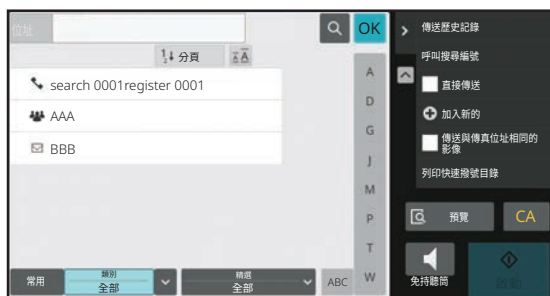 位址
OK
傳送歷史記錄
1 2 分頁
AA
呼叫搜尋編號
search 0001register 0001
A
直接傳送
AAA
D
加入新的
BBB
G
傳送與傳真位址相同的
影像
J
列印快速撥號目錄
M
P
預覽
CA
T
W
常用
類別
全部
精選
全部
ABC
免持聽筒
啟動